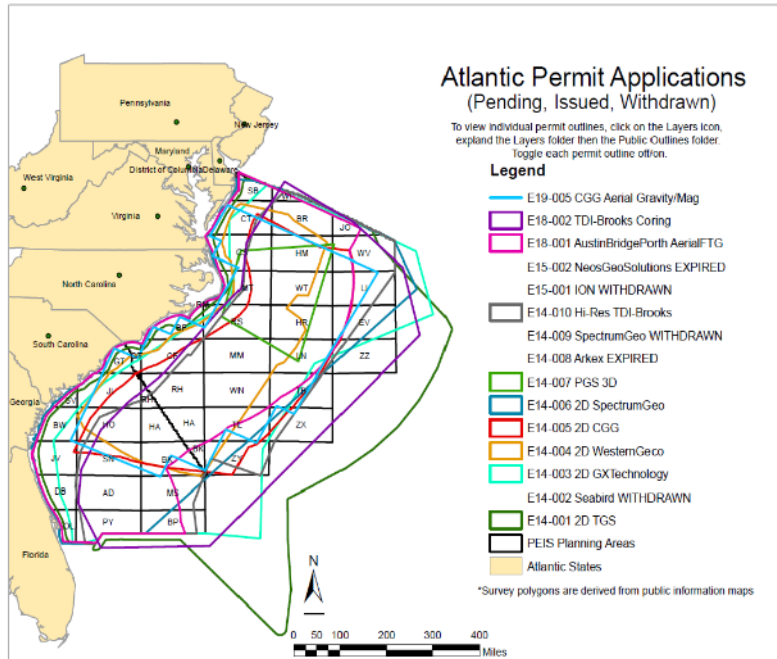 Atlantic Permit Applications
(Pending, Issued, Withdrawn)
To view individual permit outlines, click on the Layers Icon,
expland the Layers folder then the Public Outlines folder.
Toggle each permit outline off/on.
Legend
E19-005 CGG Aerial Gravity/Mag
E18-002 TDI-Brooks Coring
E18-001 AustinBridgePorth AerialFTG
E15-002 NeosGeoSolutions EXPIRED
E15-001 ION WITHDRAWN
E14-010 Hi-Res TDI-Brooks
E14-009 SpectrumGeo WITHDRAWN
E14-008 Arkex EXPIRED
E14-007 PGS 3D
E14-006 2D SpectrumGeo
E14-005 2D CGG
E14-004 2D WesternGeco
E14-003 2D GXTechnology
E14-002 Seabird WITHDRAWN
E14-001 2D TGS
PEIS Planning Areas
Atlantic States
*Survey polygons are derived from public information maps
Pennsylvania
New Jersey
Maryland
District of Columbia
Delaware
West Virginia
Virginia
North Carolina
South Carolina
Georgia
Florida
SB
CT
BR
JO
HM
WV
WT
LI
HR
EV
MM
ZZ
RH
WN
RH
HA
HA
ZX
BW
JV
DB
AD
MS
PY
BP
N
0 50 100 200 300 400
Miles